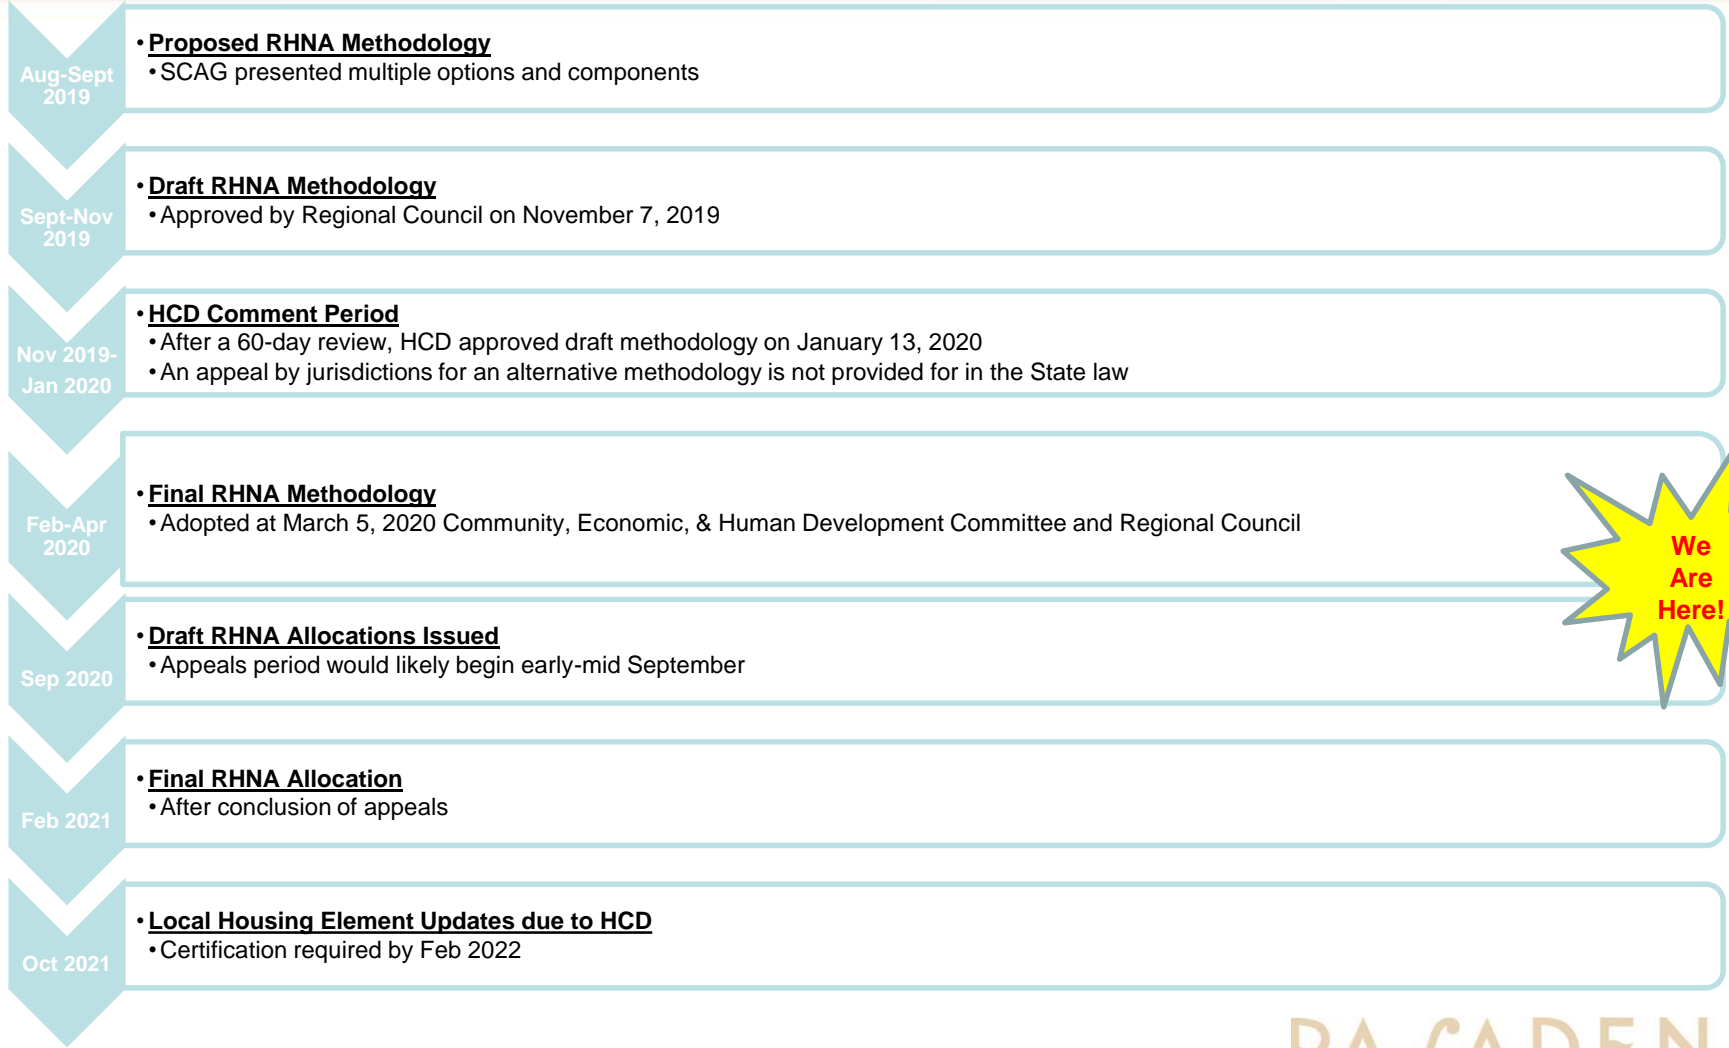 Aug-Sept
2019
•Proposed RHNA Methodology
•SCAG presented multiple options and components
Sept-Nov
2019
•Draft RHNA Methodology
•Approved by Regional Council on November 7, 2019
Nov 2019-
Jan 2020
•HCD Comment Period
•After a 60-day review, HCD approved draft methodology on January 13, 2020
•An appeal by jurisdictions for an alternative methodology is not provided for in the State law
Feb-Apr
2020
•Final RHNA Methodology
•Adopted at March 5, 2020 Community, Economic, & Human Development Committee and Regional Council
We
Are
Here!
Sep 2020
•Draft RHNA Allocations Issued
•Appeals period would likely begin early-mid September
Feb 2021
•Final RHNA Allocation
•After conclusion of appeals
Oct 2021
•Local Housing Element Updates due to HCD
•Certification required by Feb 2022
PASADEN